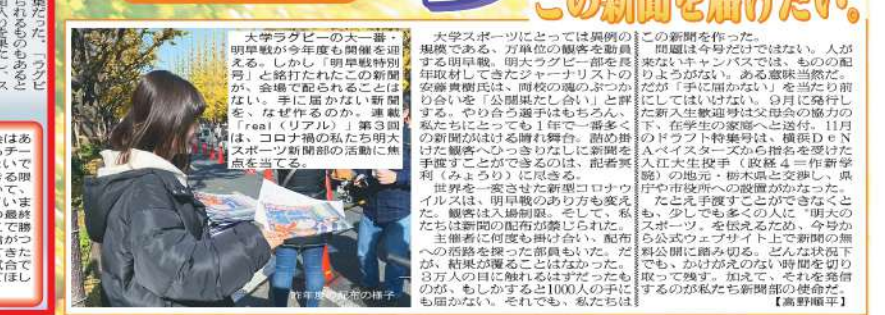 この新聞を届けたい。
大学ラグビーの大一番・
明早戦が今年度も開催を迎
える。しかし「明早戦特別
号」と銘打たれたこの新聞
が、会場で配られることは
ない。手に届かない新聞
を、なぜ作るのか。連載
「real（リアル）」第3回
は、コロナ禍の私たち明大
スポーツ新聞部の活動に焦
点を当てる。
昨年度の配布の様子
大学スポーツにとっては異例の
規模である、万単位の観客を動員
する明早戦。明大ラグビー部を長
年取材してきたジャーナリストの
安藤貴樹氏は、両校の魂のぶつか
り合いを「公開果たし合い」と評
する。やり合う選手はもちろん、
私たちにとっても1年で一番多く
の新聞がはける晴れ舞台。詰め掛
けた観客へひっきりなしに新聞を
手渡すことができるのは、記者冥
利（みょうり）に尽きる。
世界を一変させた新型コロナウ
イルスは、明早戦のあり方も変え
た。観客は入場制限。そして、私
たちは新聞の配布が禁じられた。
主催者に何度も掛け合い、配布
への活路を探った部員もいた。だ
が、結果が覆ることはなかった。
3万人の目に触れるはずだったも
のが、もしかすると1000人の手に
も届かない。それでも、私たちは
この新聞を作った。
問題は今号だけではない。人が
来ないキャンパスでは、ものの配
りようがない。ある意味当然だ。
だが「手に届かない」を当たり前
にしてはいけない。9月に発行し
た新入生歓迎号は父母会の協力の
下、在学生の家庭へと送付。11月
のドラフト特集号は、横浜DeN
Aベイスターズから指名を受けた
入江大生投手（政経4＝作新学
院）の地元・栃木県と交渉し、県
庁や市役所への設置がかなった。
たとえ手渡すことができなくと
も、少しでも多くの人に〝明大の
スポーツ〟を伝えるため、今号か
ら公式ウェブサイト上で新聞の無
料公開に踏み切る。どんな状況下
でも、かけがえのない時間を切り
取って残す。加えて、それを発信
するのが私たち新聞部の使命だ。
【高野順平】